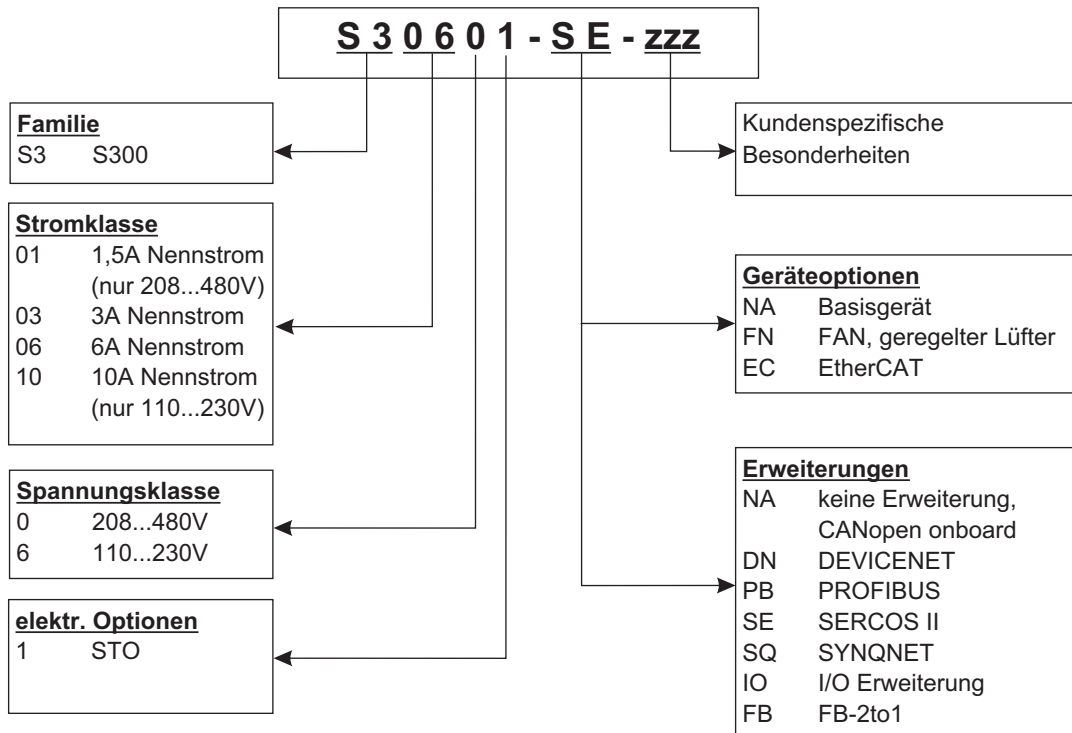 S 3 0 6 0 1 - S E - zzz
Familie
S3 S300
Stromklasse
01 1,5A Nennstrom
(nur 208...480V)
03 3A Nennstrom
06 6A Nennstrom
10 10A Nennstrom
(nur 110...230V)
Spannungsklasse
0 208...480V
6 110...230V
elektr. Optionen
1 STO
Kundenspezifische
Besonderheiten
Geräteoptionen
NA Basisgerät
FN FAN, geregelter Lüfter
EC EtherCAT
Erweiterungen
NA keine Erweiterung,
CANopen onboard
DN DEVICENET
PB PROFIBUS
SE SERCOS II
SQ SYNQNET
IO I/O Erweiterung
FB FB-2to1